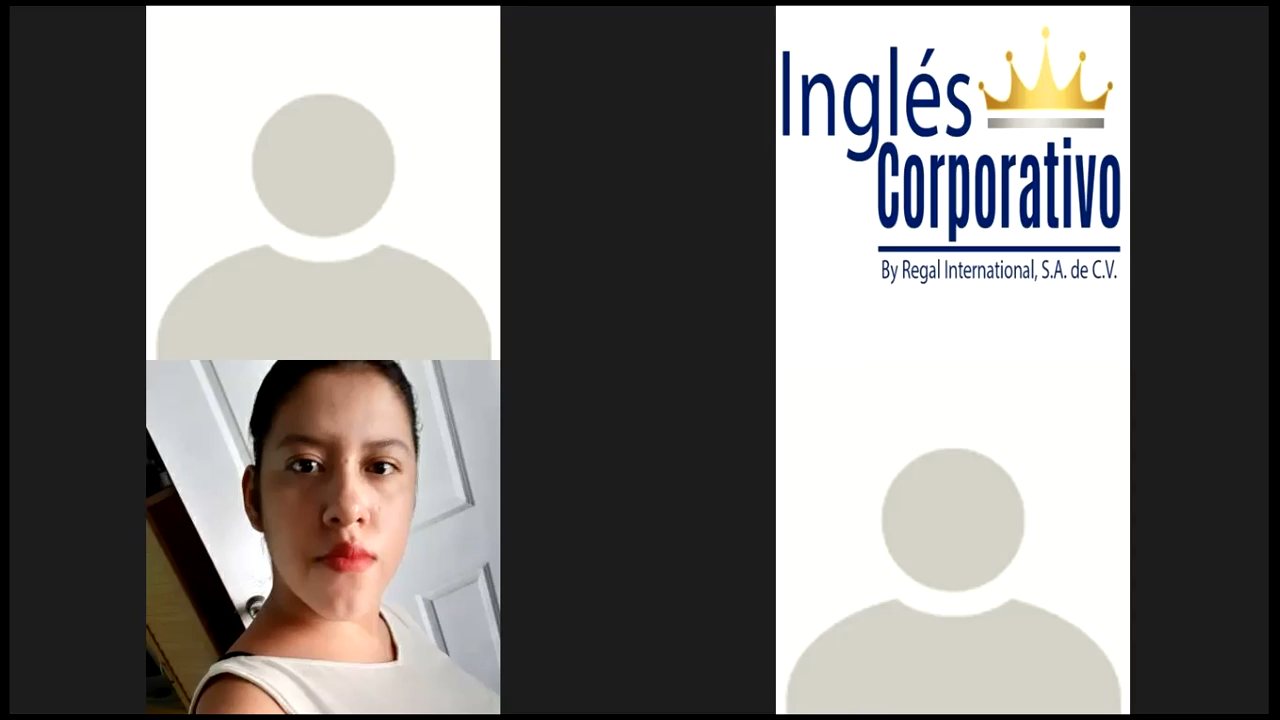 Inglés
Corporativo
By Regal International, S.A. de C.V.